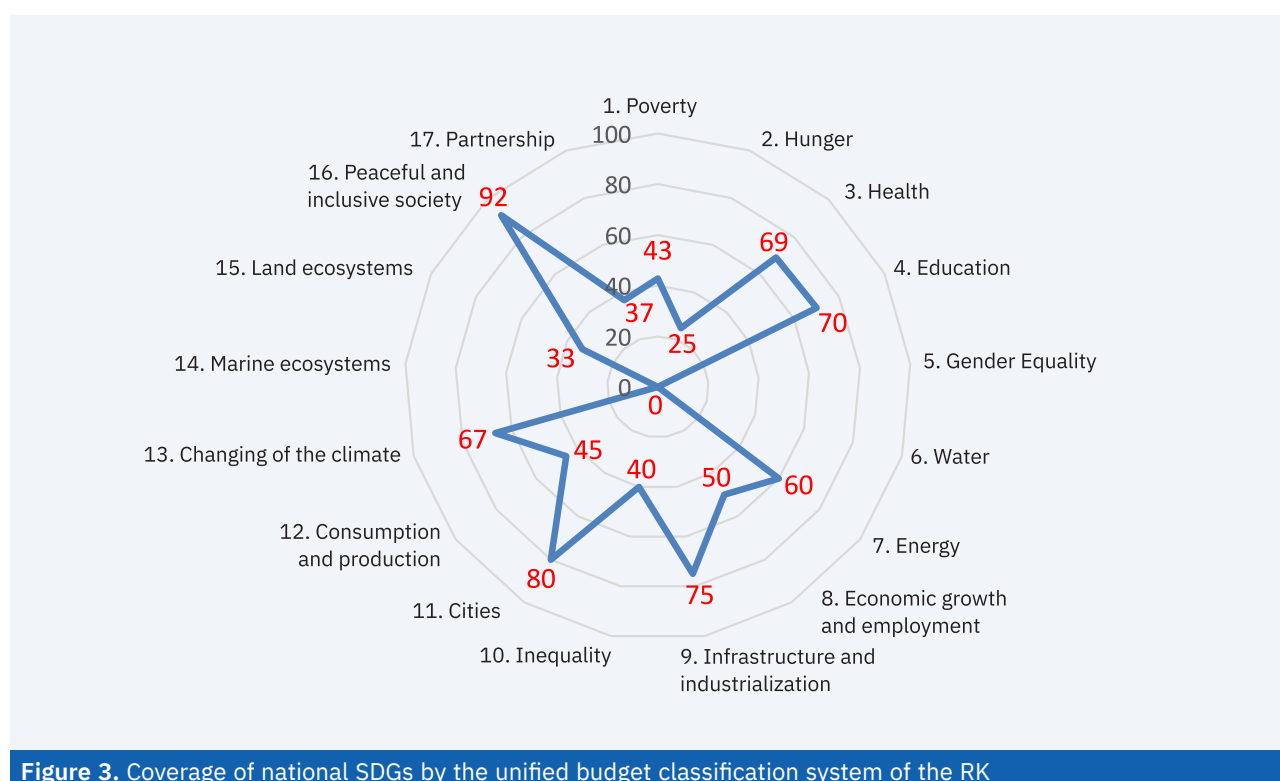 1. Poverty
17. Partnership
100
2. Hunger
16. Peaceful and
inclusive society
92
80
3. Health
60
43
69
15. Land ecosystems
4. Education
40
37
70
20
25
33
14. Marine ecosystems
5. Gender Equality
0
0
67
45
13. Changing of the climate
6. Water
40
50
60
12. Consumption
and production
7. Energy
80
75
11. Cities
8. Economic growth
and employment
10. Inequality
9. Infrastructure and
industrialization
Figure 3. Coverage of national SDGs by the unified budget classification system of the RK